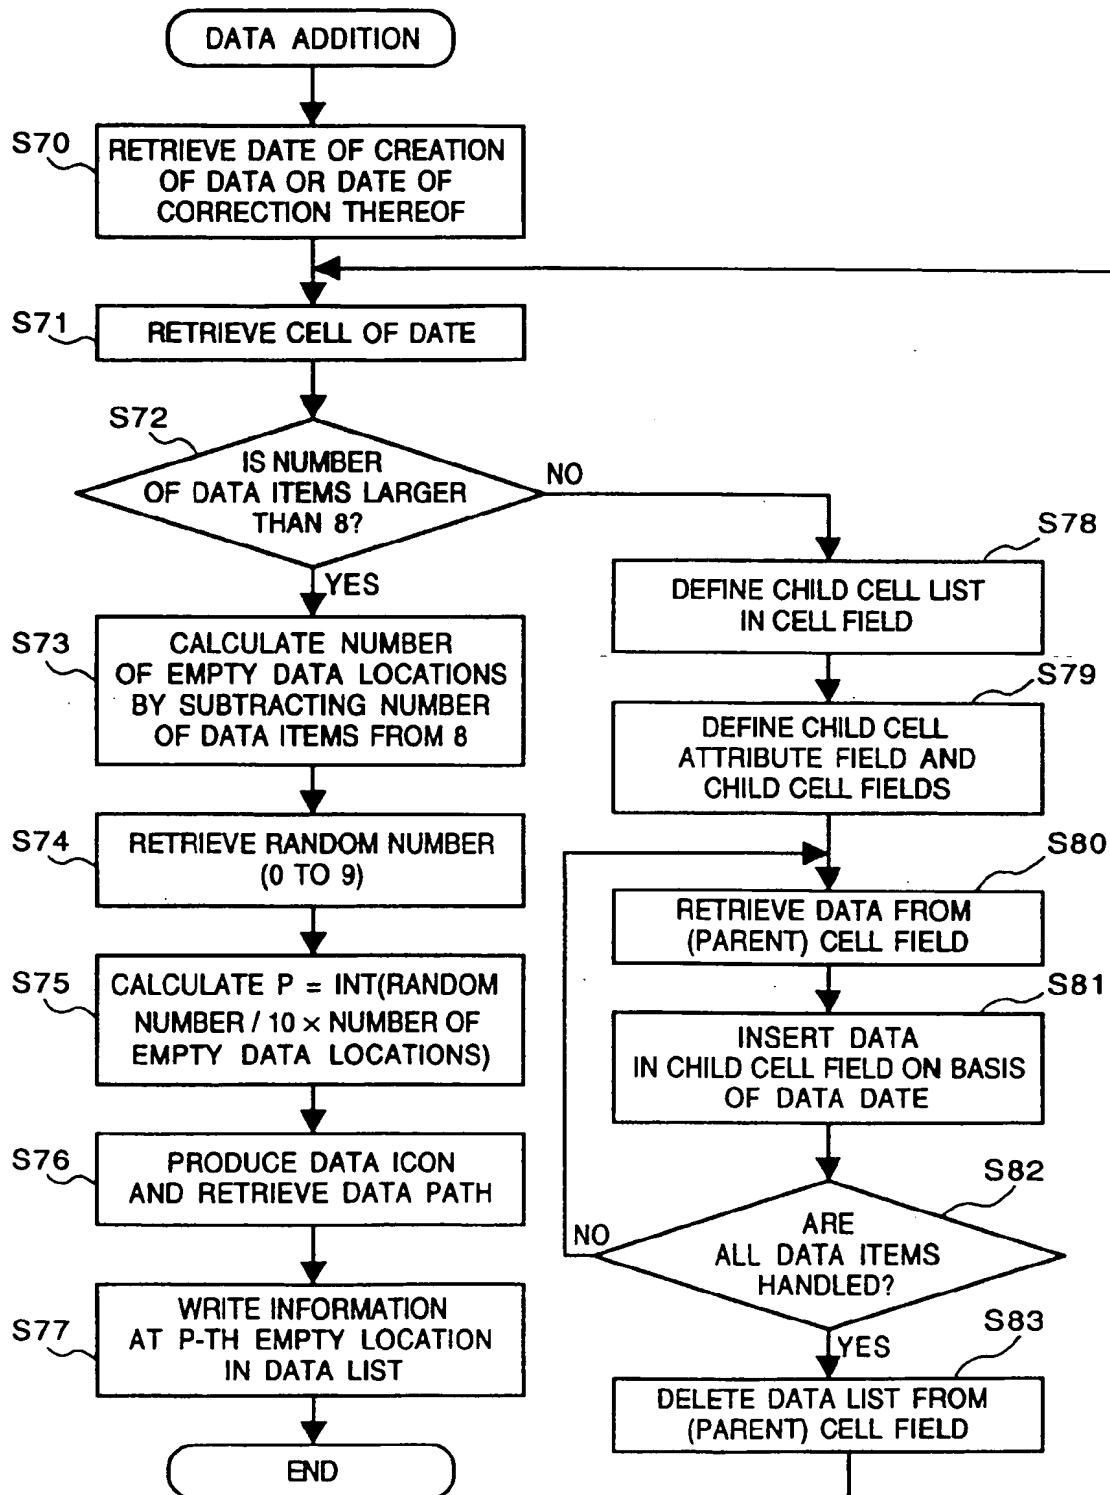 DATA ADDITION
S70
RETRIEVE DATE OF CREATION
OF DATA OR DATE OF
CORRECTION THEREOF
S71
RETRIEVE CELL OF DATE
S72
IS NUMBER
OF DATA ITEMS LARGER
THAN 8?
NO
YES
S73
CALCULATE NUMBER
OF EMPTY DATA LOCATIONS
BY SUBTRACTING NUMBER
OF DATA ITEMS FROM 8
S74
RETRIEVE RANDOM NUMBER
(0 TO 9)
S75
CALCULATE P = INT(RANDOM
NUMBER / 10 × NUMBER OF
EMPTY DATA LOCATIONS)
S76
PRODUCE DATA ICON
AND RETRIEVE DATA PATH
S77
WRITE INFORMATION
AT P-TH EMPTY LOCATION
IN DATA LIST
END
S78
DEFINE CHILD CELL LIST
IN CELL FIELD
S79
DEFINE CHILD CELL
ATTRIBUTE FIELD AND
CHILD CELL FIELDS
S80
RETRIEVE DATA FROM
(PARENT) CELL FIELD
S81
INSERT DATA
IN CHILD CELL FIELD ON BASIS
OF DATA DATE
S82
ARE
ALL DATA ITEMS
HANDLED?
NO
YES
S83
DELETE DATA LIST FROM
(PARENT) CELL FIELD